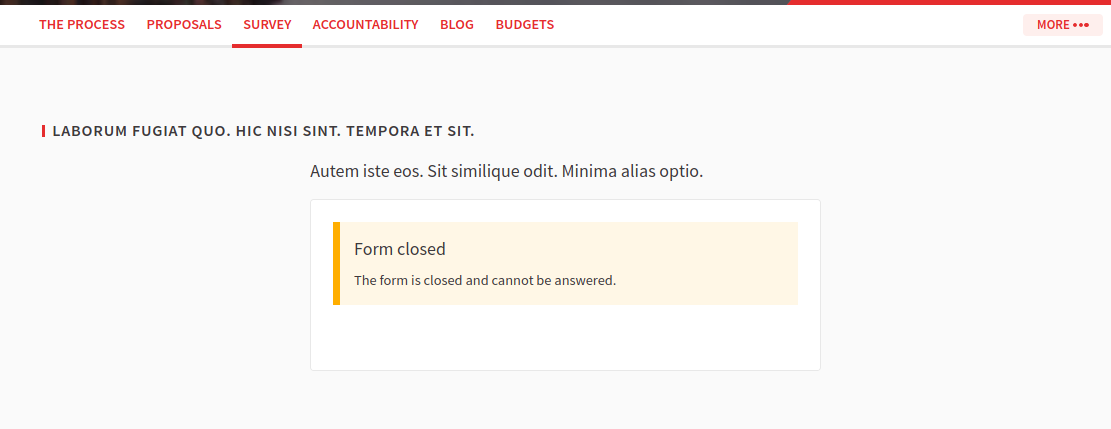 THE PROCESS PROPOSALS SURVEY ACCOUNTABILITY BLOG BUDGETS MORE •••
LABORUM FUGIAT QUO. HIC NISI SINT. TEMPORA ET SIT.
Autem iste eos. Sit similique odit. Minima alias optio.
Form closed
The form is closed and cannot be answered.